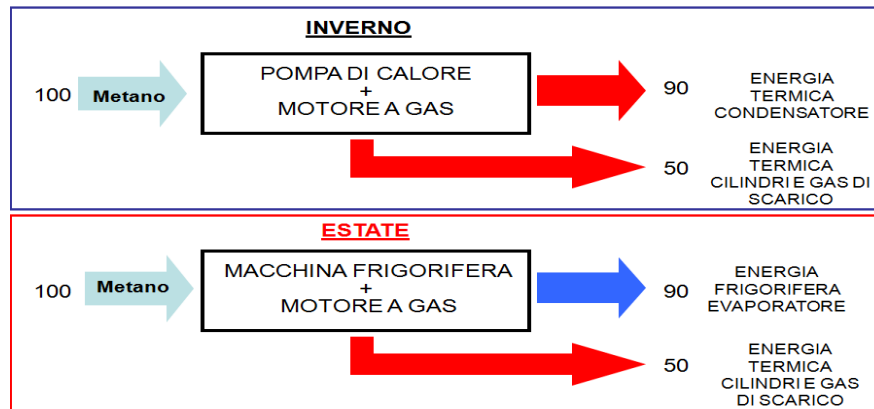 INVERNO
100
Metano
POMPA DI CALORE
+
MOTORE A GAS
90
ENERGIA
TERMICA
CONDENSATORE
50
ENERGIA
TERMICA
CILINDRI E GAS DI
SCARICO
ESTATE
100
Metano
MACCHINA FRIGORIFERA
+
MOTORE A GAS
90
ENERGIA
FRIGORIFERA
EVAPORATORE
50
ENERGIA
TERMICA
CILINDRI E GAS
DI SCARICO